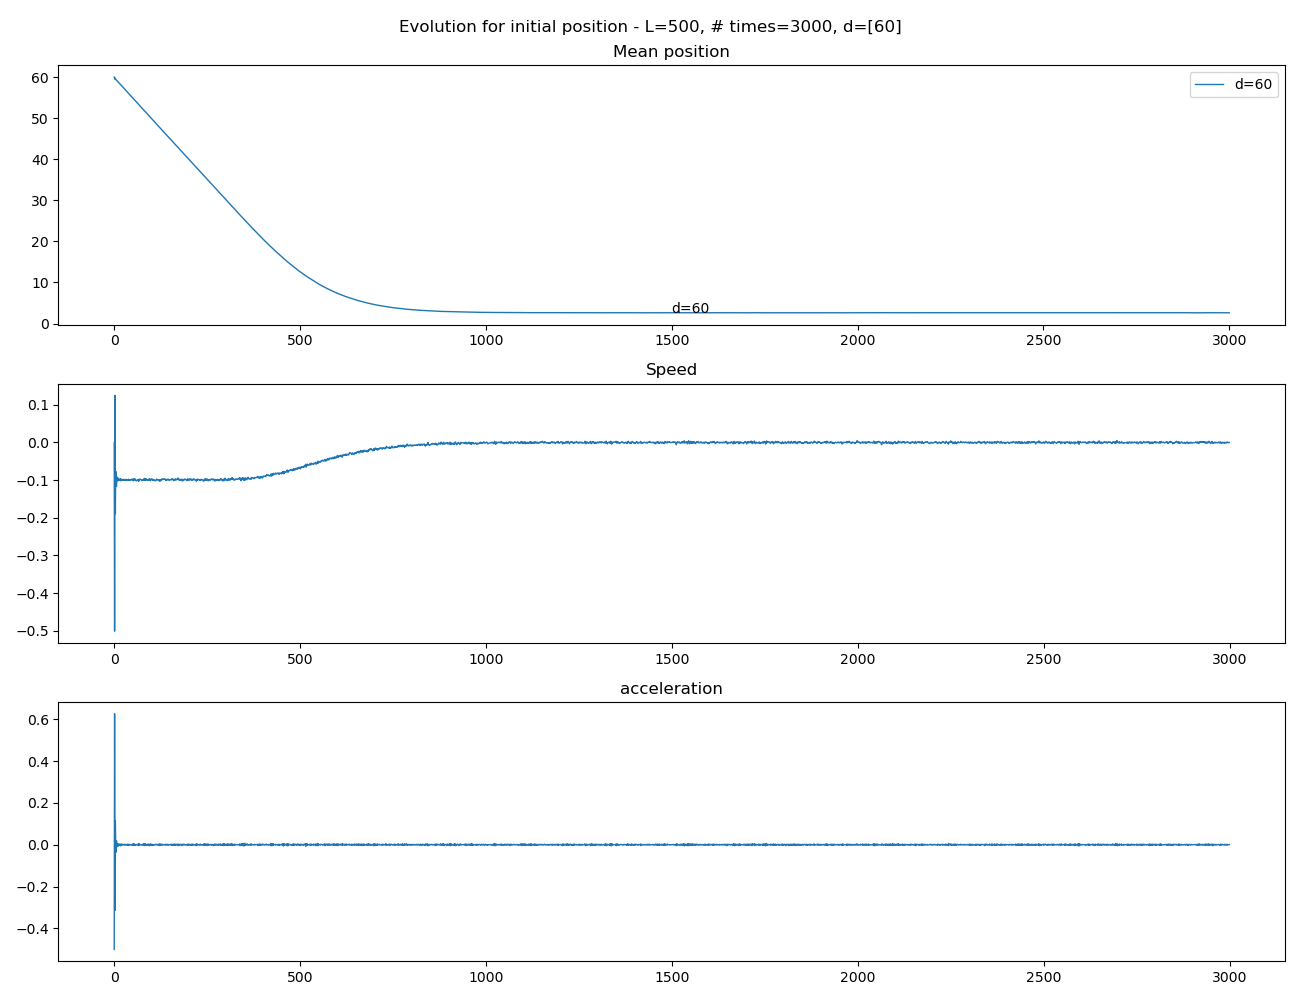 Evolution for initial position - L=500, # times=3000, d=[60]
Mean position
60
50
40
30
20
10
0
d=60
d=60
0 500 1000 1500 2000 2500 3000
Speed
0.1
0.0
−0.1
−0.2
−0.3
−0.4
−0.5
0 500 1000 1500 2000 2500 3000
acceleration
0.6
0.4
0.2
0.0
−0.2
−0.4
0 500 1000 1500 2000 2500 3000